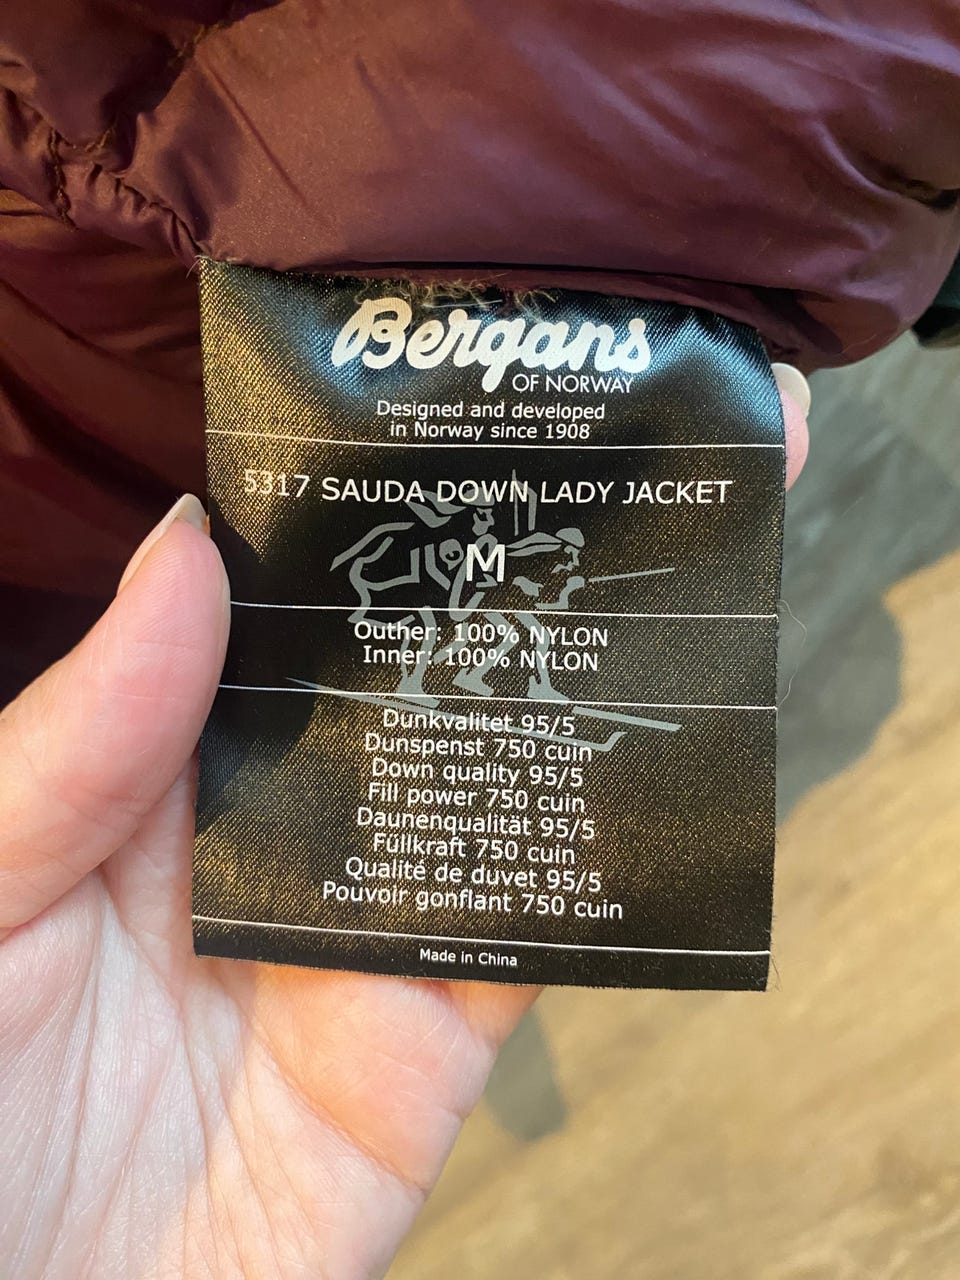 Bergans
OF NORWAY
Designed and developed
in Norway since 1908
5317 SAUDA DOWN LADY JACKET
M
Outher: 100% NYLON
Inner: 100% NYLON
Dunkvalitet 95/5
Dunspenst 750 cuin
Down quality 95/5
Fill power 750 cuin
Daunenqualität 95/5
Füllkraft 750 cuin
Qualité de duvet 95/5
Pouvoir gonflant 750 cuin
Made in China